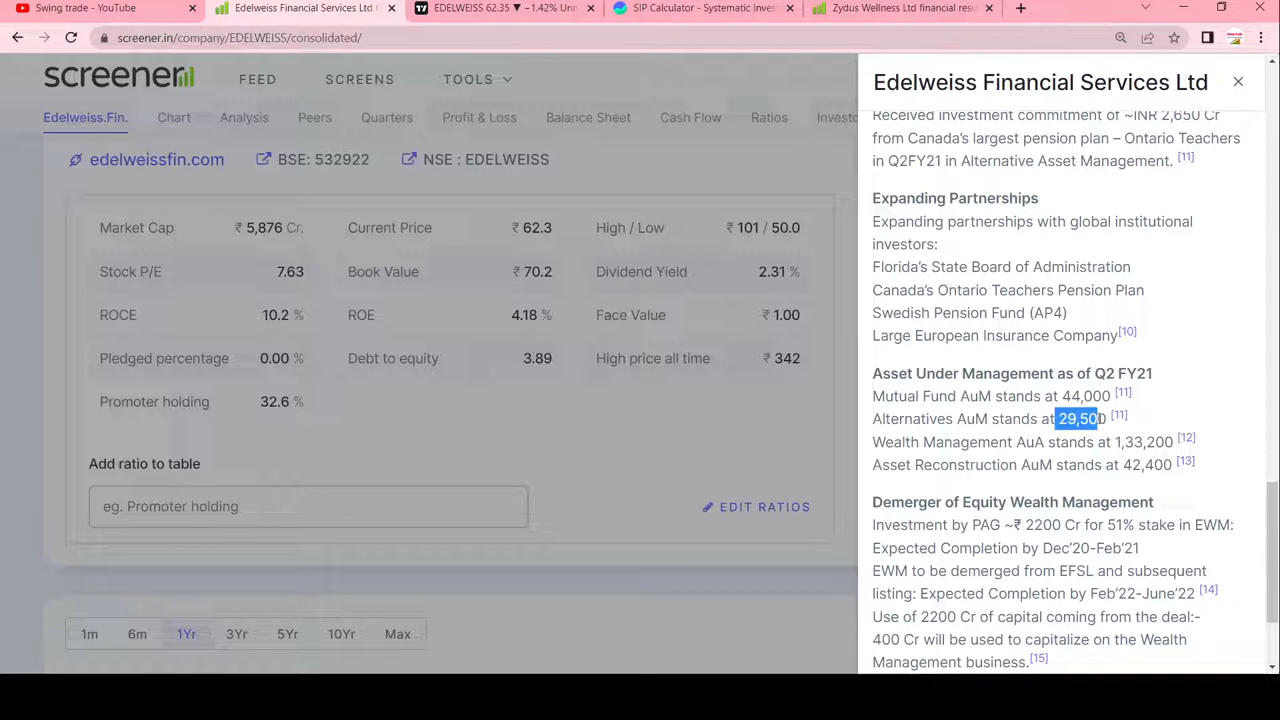 Swing trade - YouTube
Edelweiss Financial Services Ltd
EDELWEISS 62.35 ▼ −1.42% Unn
SIP Calculator - Systematic Inves
Zydus Wellness Ltd financial resu
screener.in/company/EDELWEISS/consolidated/
screener
FEED
SCREENS
TOOLS
Edelweiss.Fin.
Chart
Analysis
Peers
Quarters
Profit & Loss
Balance Sheet
Cash Flow
Ratios
Investo
edelweissfin.com
BSE: 532922
NSE : EDELWEISS
Market Cap ₹ 5,876 Cr.
Current Price ₹ 62.3
High / Low ₹ 101 / 50.0
Stock P/E 7.63
Book Value ₹ 70.2
Dividend Yield 2.31 %
ROCE 10.2 %
ROE 4.18 %
Face Value ₹ 1.00
Pledged percentage 0.00 %
Debt to equity 3.89
High price all time ₹ 342
Promoter holding 32.6 %
Add ratio to table
eg. Promoter holding
EDIT RATIOS
1m 6m 1Yr 3Yr 5Yr 10Yr Max
Edelweiss Financial Services Ltd
Received investment commitment of ~INR 2,650 Cr
from Canada's largest pension plan – Ontario Teachers
in Q2FY21 in Alternative Asset Management. [11]
Expanding Partnerships
Expanding partnerships with global institutional
investors:
Florida's State Board of Administration
Canada's Ontario Teachers Pension Plan
Swedish Pension Fund (AP4)
Large European Insurance Company[10]
Asset Under Management as of Q2 FY21
Mutual Fund AuM stands at 44,000 [11]
Alternatives AuM stands at 29,500 [11]
Wealth Management AuA stands at 1,33,200 [12]
Asset Reconstruction AuM stands at 42,400 [13]
Demerger of Equity Wealth Management
Investment by PAG ~₹ 2200 Cr for 51% stake in EWM:
Expected Completion by Dec'20-Feb'21
EWM to be demerged from EFSL and subsequent
listing: Expected Completion by Feb'22-June'22 [14]
Use of 2200 Cr of capital coming from the deal:-
400 Cr will be used to capitalize on the Wealth
Management business.[15]